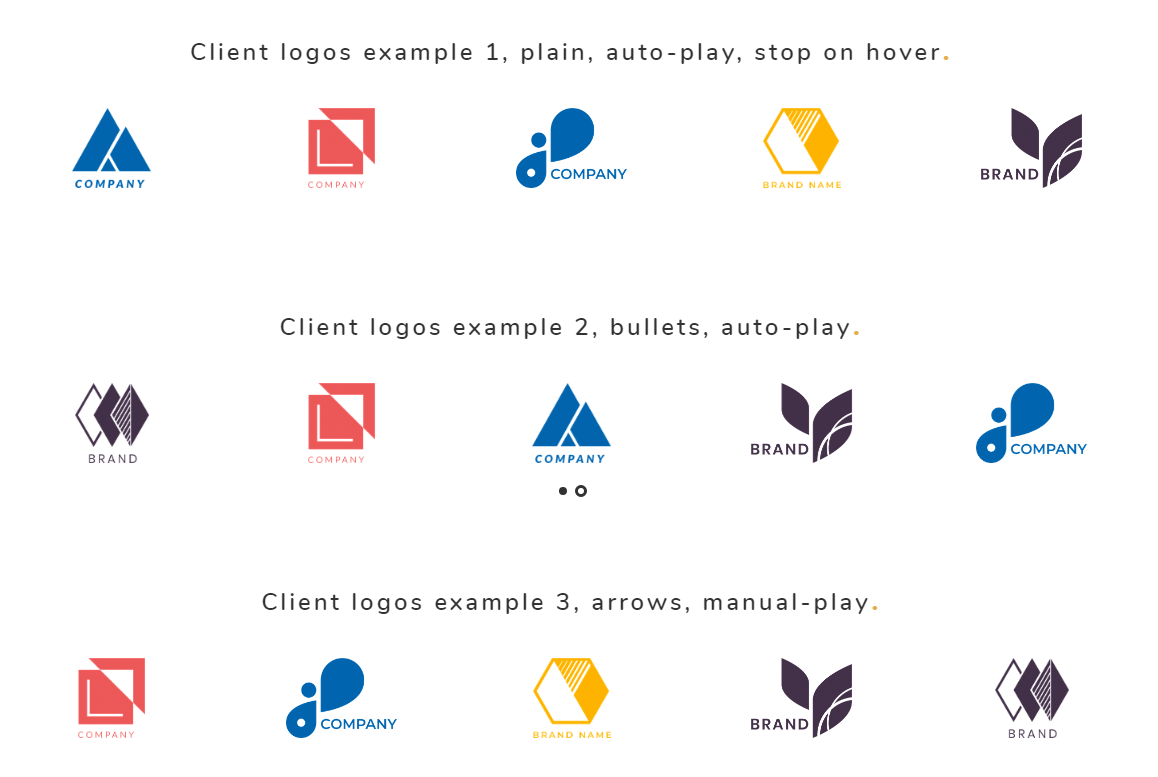 Client logos example 1, plain, auto-play, stop on hover.
COMPANY
COMPANY
COMPANY
BRAND NAME
BRAND
Client logos example 2, bullets, auto-play.
BRAND
COMPANY
COMPANY
BRAND
COMPANY
Client logos example 3, arrows, manual-play.
COMPANY
COMPANY
BRAND NAME
BRAND
BRAND